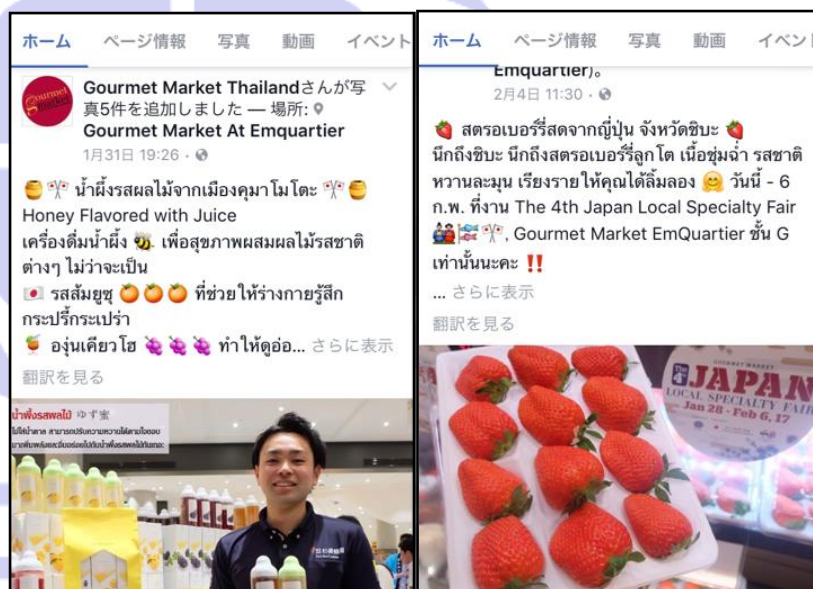 ホーム ページ情報 写真 動画 イベント
Gourmet Market Thailandさんが写
真5件を追加しました — 場所:
Gourmet Market At Emquartier
1月31日 19:26
🍯 🎌 น้ำผึ้งรสผลไม้จากเมืองคุมาโมโตะ 🎌 🍯
Honey Flavored with Juice
เครื่องดื่มน้ำผึ้ง 🐝 เพื่อสุขภาพผสมผลไม้รสชาติ
ต่างๆ ไม่ว่าจะเป็น
🇯🇵 รสส้มยูซุ 🍊 🍊 🍊 ที่ช่วยให้ร่างกายรู้สึก
กระปรี้กระเปร่า
🍹 องุ่นเคียวโฮ 🍇 🍇 🍇 ทำให้ดูอ่อ... さらに表示
翻訳を見る
น้ำผึ้งรสผลไม้ ゆず蜜
ホーム ページ情報 写真 動画 イベント
Emquartier)。
2月4日 11:30
🍓 สตรอเบอร์รี่สดจากญี่ปุ่น จังหวัดชิบะ 🍓
นึกถึงชิบะ นึกถึงสตรอเบอร์รี่ลูกโต เนื้อชุ่มฉ่ำ รสชาติ
หวานละมุน เรียงรายให้คุณได้ลิ้มลอง 🤗 วันนี้ - 6
ก.พ. ที่งาน The 4th Japan Local Specialty Fair
🎎 🎏 🎌, Gourmet Market EmQuartier ชั้น G
เท่านั้นนะคะ ‼️
... さらに表示
翻訳を見る
GOURMET MARKET
The 4th JAPAN
LOCAL SPECIALTY FAIR
Jan 28 - Feb 6, 17